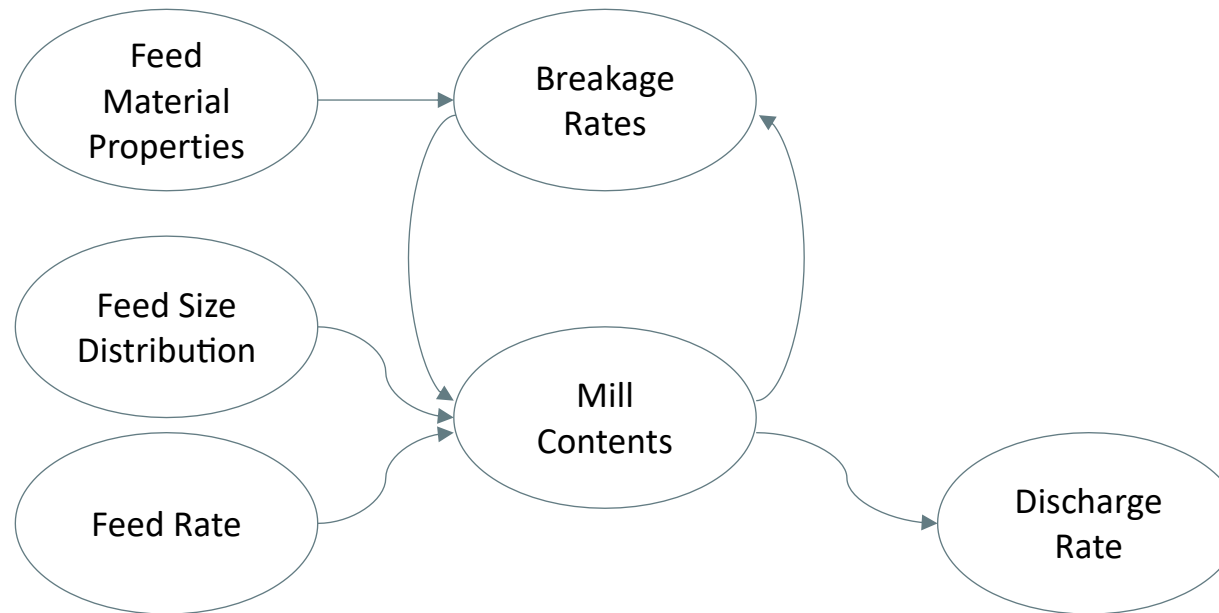 Feed
Material
Properties
Breakage
Rates
Feed Size
Distribution
Mill
Contents
Feed Rate
Discharge
Rate